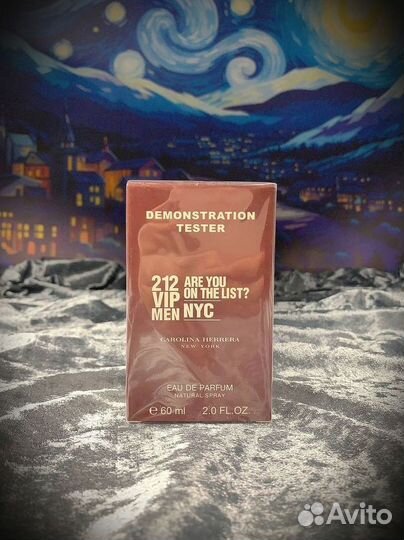 DEMONSTRATION
TESTER
212 ARE YOU
VIP ON THE LIST?
MEN NYC
CAROLINA HERRERA
NEW YORK
EAU DE PARFUM
NATURAL SPRAY
℮ 60 ml 2.0 FL.OZ.
Avito